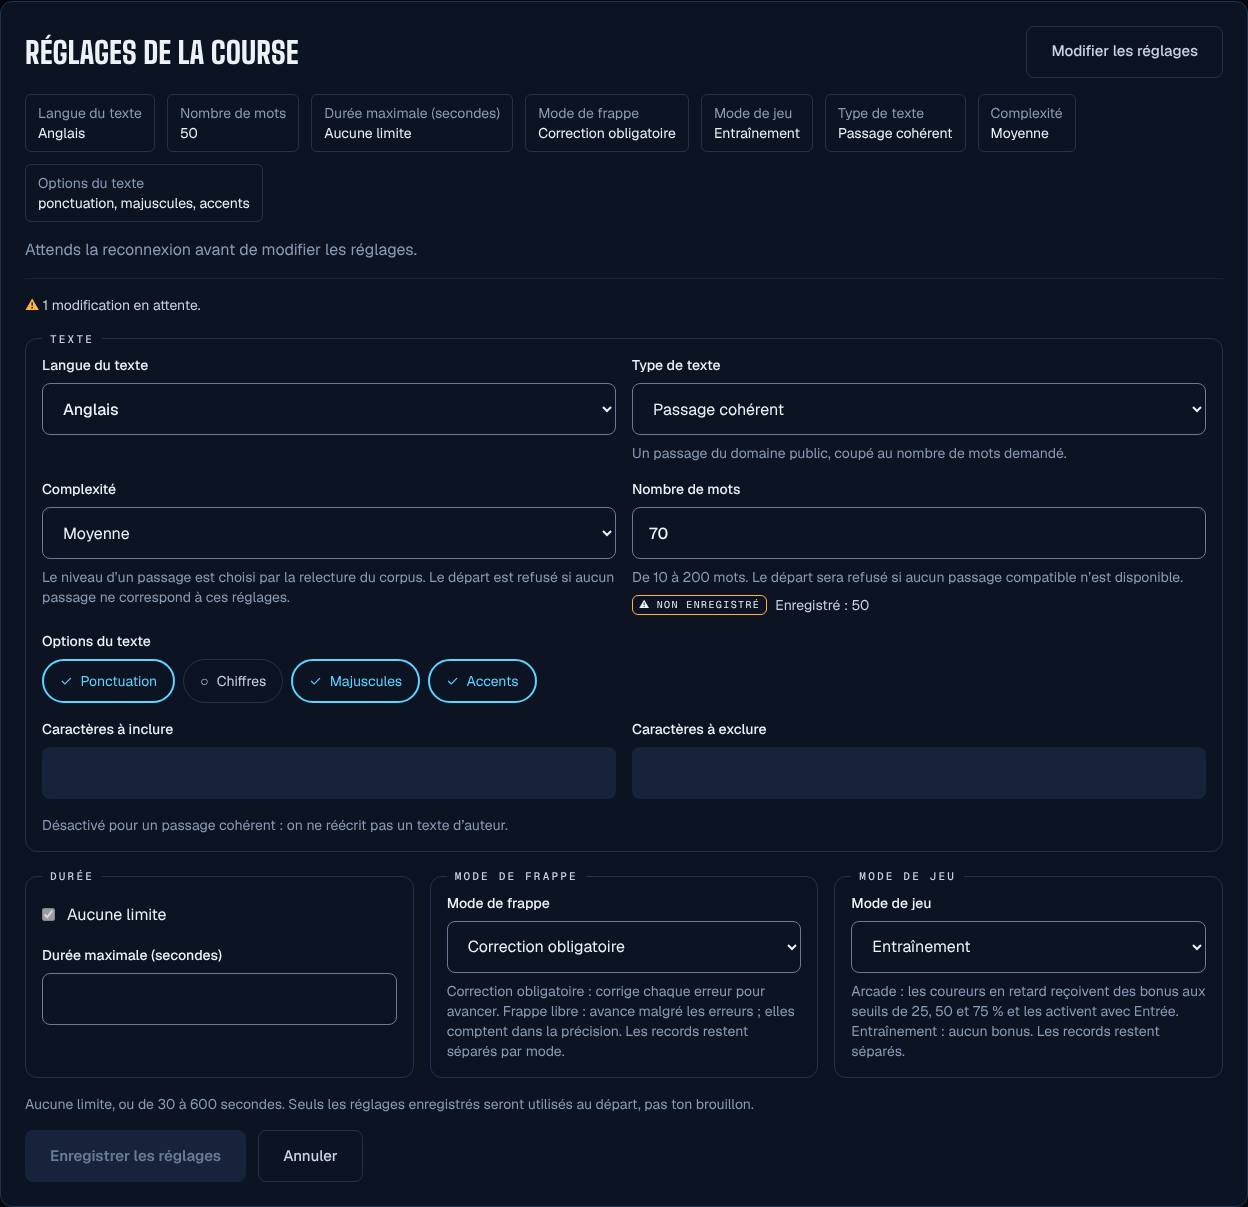 RÉGLAGES DE LA COURSE
Modifier les réglages
Langue du texte
Anglais
Nombre de mots
50
Durée maximale (secondes)
Aucune limite
Mode de frappe
Correction obligatoire
Mode de jeu
Entraînement
Type de texte
Passage cohérent
Complexité
Moyenne
Options du texte
ponctuation, majuscules, accents
Attends la reconnexion avant de modifier les réglages.
1 modification en attente.
TEXTE
Langue du texte
Anglais
Type de texte
Passage cohérent
Un passage du domaine public, coupé au nombre de mots demandé.
Complexité
Moyenne
Le niveau d’un passage est choisi par la relecture du corpus. Le départ est refusé si aucun
passage ne correspond à ces réglages.
Nombre de mots
70
De 10 à 200 mots. Le départ sera refusé si aucun passage compatible n’est disponible.
NON ENREGISTRÉ Enregistré : 50
Options du texte
Ponctuation
Chiffres
Majuscules
Accents
Caractères à inclure
Caractères à exclure
Désactivé pour un passage cohérent : on ne réécrit pas un texte d’auteur.
DURÉE
Aucune limite
Durée maximale (secondes)
MODE DE FRAPPE
Mode de frappe
Correction obligatoire
Correction obligatoire : corrige chaque erreur pour
avancer. Frappe libre : avance malgré les erreurs ; elles
comptent dans la précision. Les records restent
séparés par mode.
MODE DE JEU
Mode de jeu
Entraînement
Arcade : les coureurs en retard reçoivent des bonus aux
seuils de 25, 50 et 75 % et les activent avec Entrée.
Entraînement : aucun bonus. Les records restent
séparés.
Aucune limite, ou de 30 à 600 secondes. Seuls les réglages enregistrés seront utilisés au départ, pas ton brouillon.
Enregistrer les réglages
Annuler